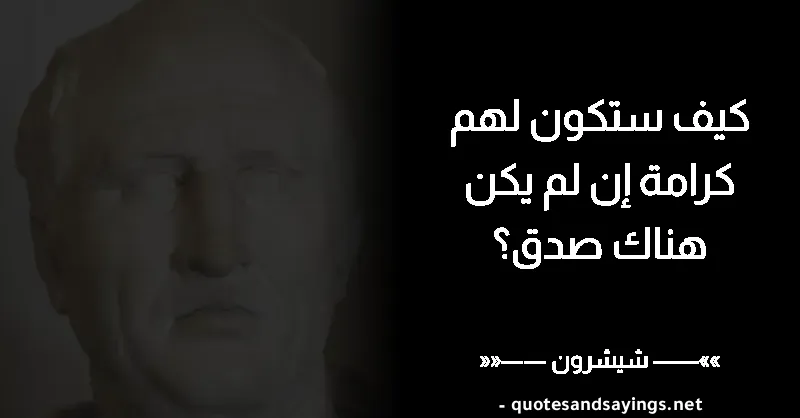 كيف ستكون لهم
كرامة إن لم يكن
هناك صدق؟
»»—— شيشرون ——««
- quotesandsayings.net